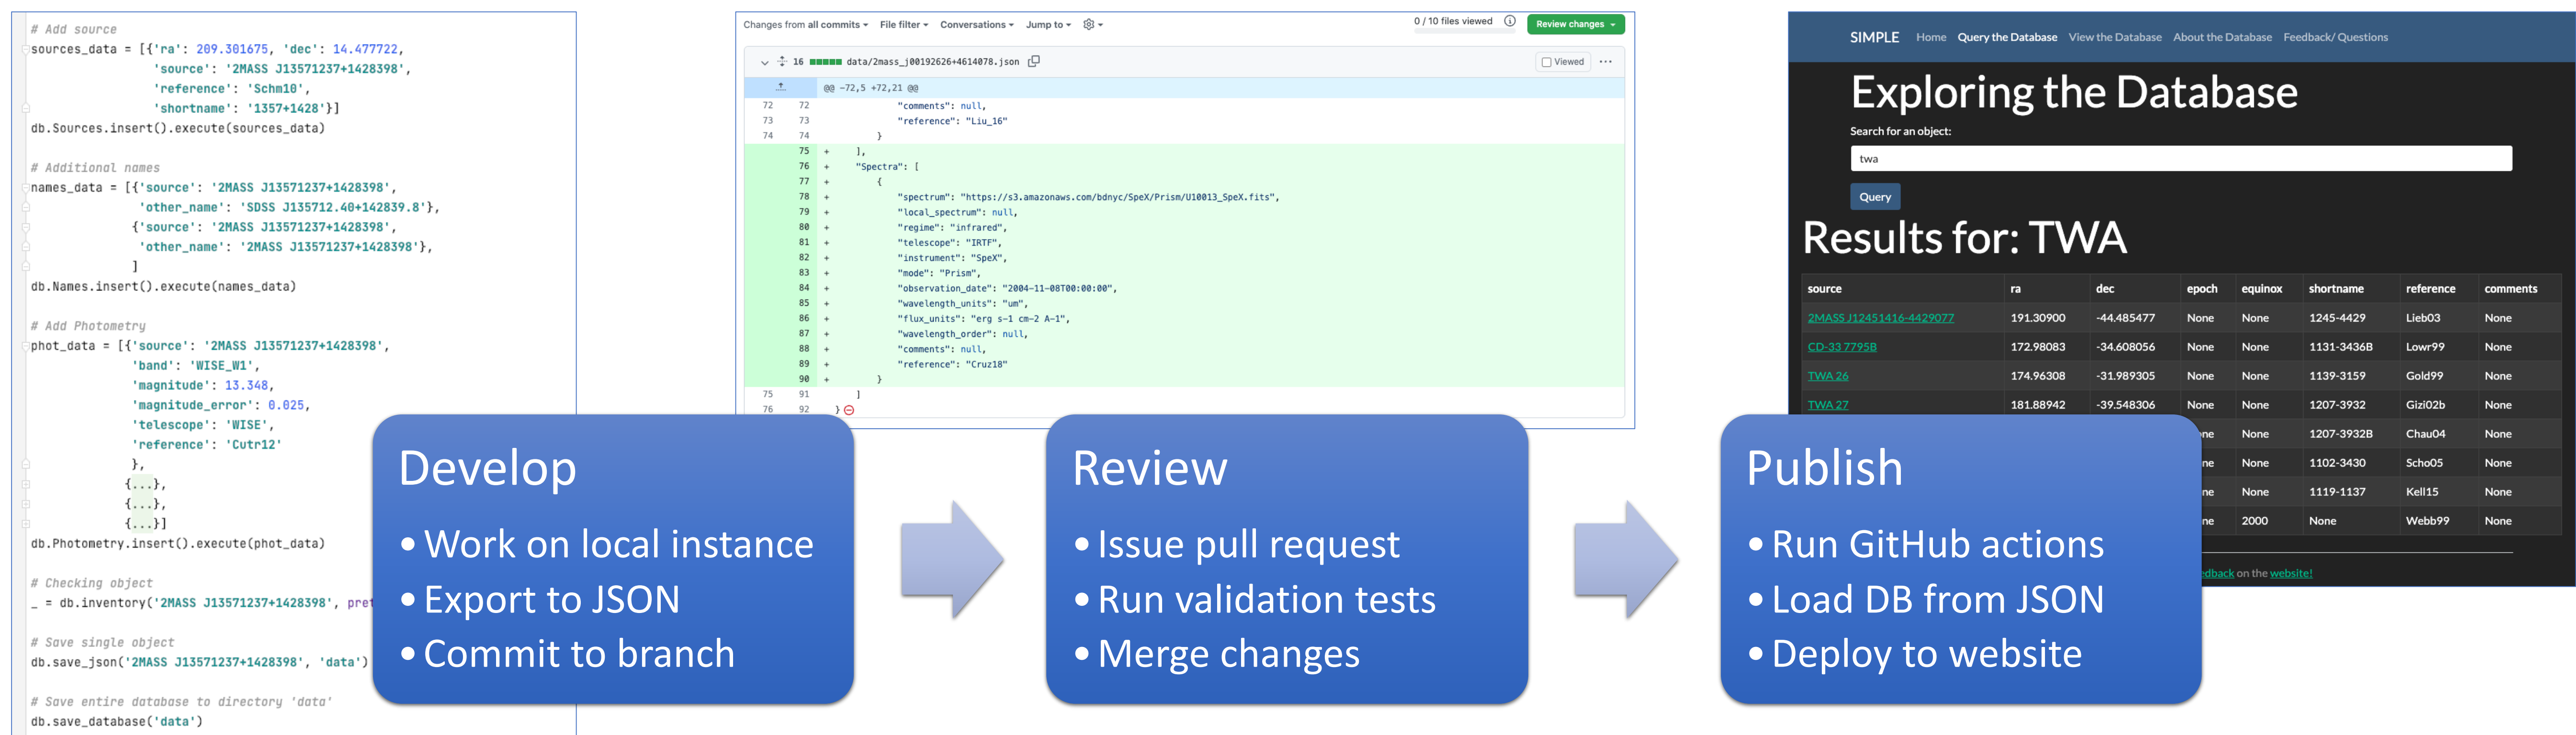 # Add source
sources_data = [{'ra': 209.301675, 'dec': 14.477722,
'source': '2MASS J13571237+1428398',
'reference': 'Schm10',
'shortname': '1357+1428'}]
db.Sources.insert().execute(sources_data)
# Additional names
names_data = [{'source': '2MASS J13571237+1428398',
'other_name': 'SDSS J135712.40+142839.8'},
{'source': '2MASS J13571237+1428398',
'other_name': '2MASS J13571237+1428398'},
]
db.Names.insert().execute(names_data)
# Add Photometry
phot_data = [{'source': '2MASS J13571237+1428398',
'band': 'WISE_W1',
'magnitude': 13.348,
'magnitude_error': 0.025,
'telescope': 'WISE',
'reference': 'Cutr12'
},
{...},
{...},
{...}]
db.Photometry.insert().execute(phot_data)
# Checking object
_ = db.inventory('2MASS J13571237+1428398', pret
# Save single object
db.save_json('2MASS J13571237+1428398', 'data')
# Save entire database to directory 'data'
db.save_database('data')
Changes from all commits File filter Conversations Jump to 0 / 10 files viewed Review changes
16 data/2mass_j00192626+4614078.json Viewed
@@ -72,5 +72,21 @@
72 72 "comments": null,
73 73 "reference": "Liu_16"
74 74 }
75 + ],
76 + "Spectra": [
77 + {
78 + "spectrum": "https://s3.amazonaws.com/bdnyc/SpeX/Prism/U10013_SpeX.fits",
79 + "local_spectrum": null,
80 + "regime": "infrared",
81 + "telescope": "IRTF",
82 + "instrument": "SpeX",
83 + "mode": "Prism",
84 + "observation_date": "2004-11-08T00:00:00",
85 + "wavelength_units": "um",
86 + "flux_units": "erg s-1 cm-2 A-1",
87 + "wavelength_order": null,
88 + "comments": null,
89 + "reference": "Cruz18"
90 + }
75 91 ]
76 92 }
SIMPLE Home Query the Database View the Database About the Database Feedback/ Questions
Exploring the Database
Search for an object:
twa
Query
Results for: TWA
source ra dec epoch equinox shortname reference comments
2MASS J12451416-4429077 191.30900 -44.485477 None None 1245-4429 Lieb03 None
CD-33 7795B 172.98083 -34.608056 None None 1131-3436B Lowr99 None
TWA 26 174.96308 -31.989305 None None 1139-3159 Gold99 None
TWA 27 181.88942 -39.548306 None None 1207-3932 Gizi02b None
ne None 1207-3932B Chau04 None
ne None 1102-3430 Scho05 None
ne None 1119-1137 Kell15 None
ne 2000 None Webb99 None
edback on the website!
Develop
• Work on local instance
• Export to JSON
• Commit to branch
Review
• Issue pull request
• Run validation tests
• Merge changes
Publish
• Run GitHub actions
• Load DB from JSON
• Deploy to website